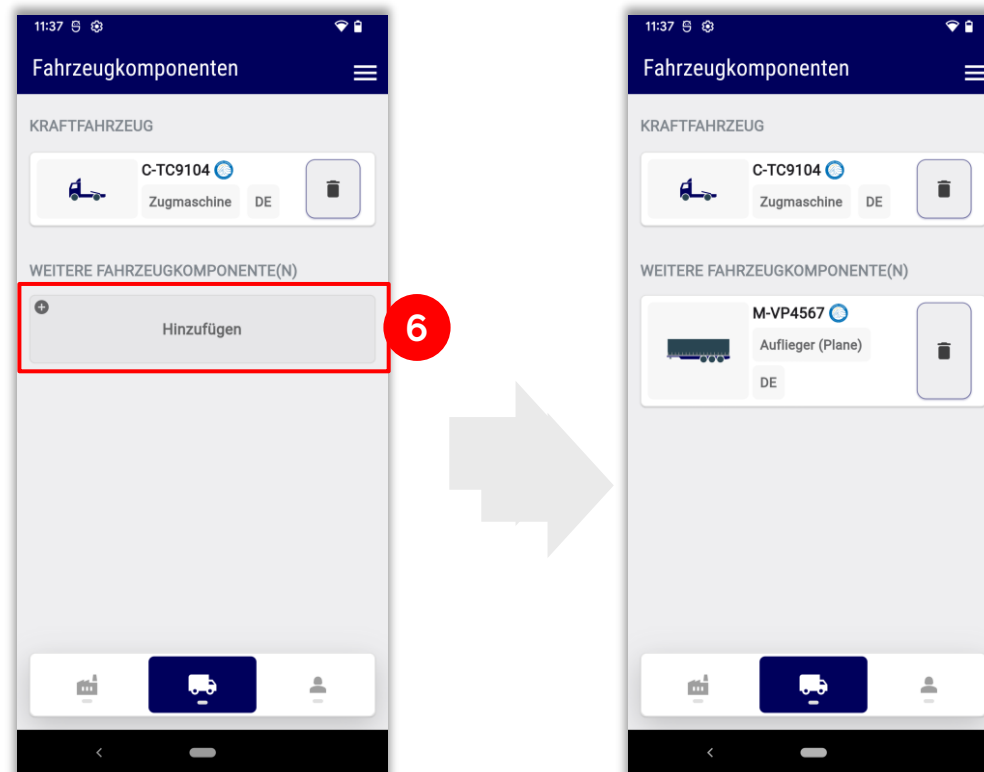 11:37
Fahrzeugkomponenten
KRAFTFAHRZEUG
C-TC9104
Zugmaschine DE
WEITERE FAHRZEUGKOMPONENTE(N)
Hinzufügen
6
11:37
Fahrzeugkomponenten
KRAFTFAHRZEUG
C-TC9104
Zugmaschine DE
WEITERE FAHRZEUGKOMPONENTE(N)
M-VP4567
Auflieger (Plane)
DE